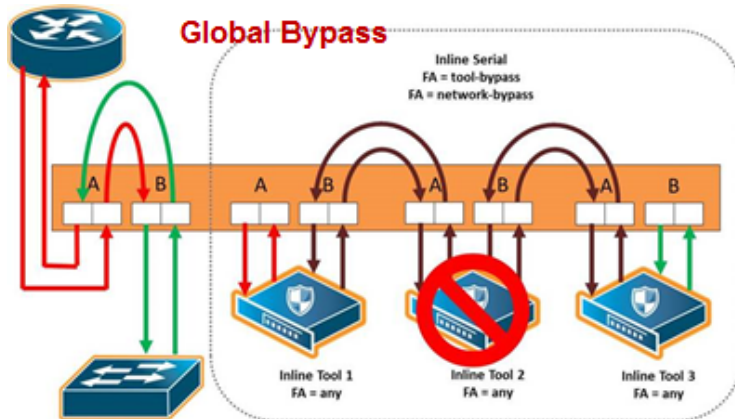 Global Bypass
Inline Serial
FA = tool-bypass
FA = network-bypass
A
B
A
B
A
B
A
B
Inline Tool 1
FA = any
Inline Tool 2
FA = any
Inline Tool 3
FA = any